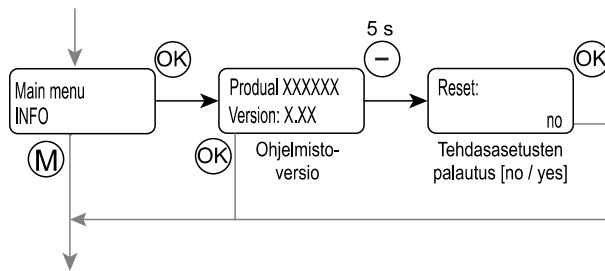 5 s
−
OK
OK
Main menu
INFO
Produal XXXXXX
Version: X.XX
Reset:
no
M
OK
Ohjelmisto-
versio
Tehdasasetusten
palautus [no / yes]